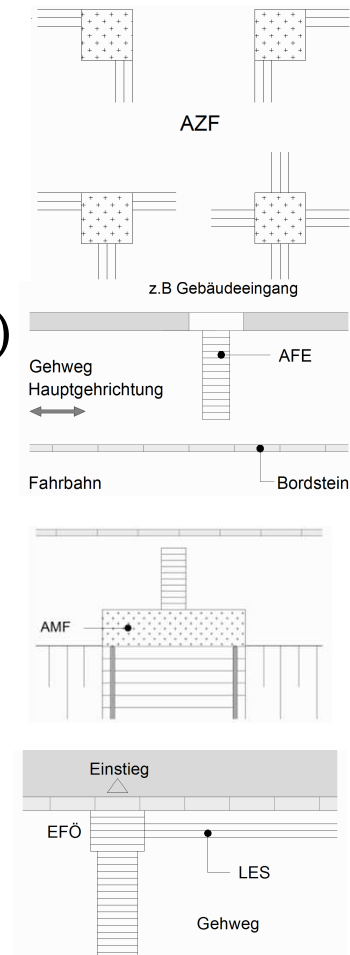 AZF
z.B Gebäudeeingang
)
AFE
Gehweg
Hauptgehrichtung
Fahrbahn
Bordstein
AMF
Einstieg
EFÖ
LES
Gehweg